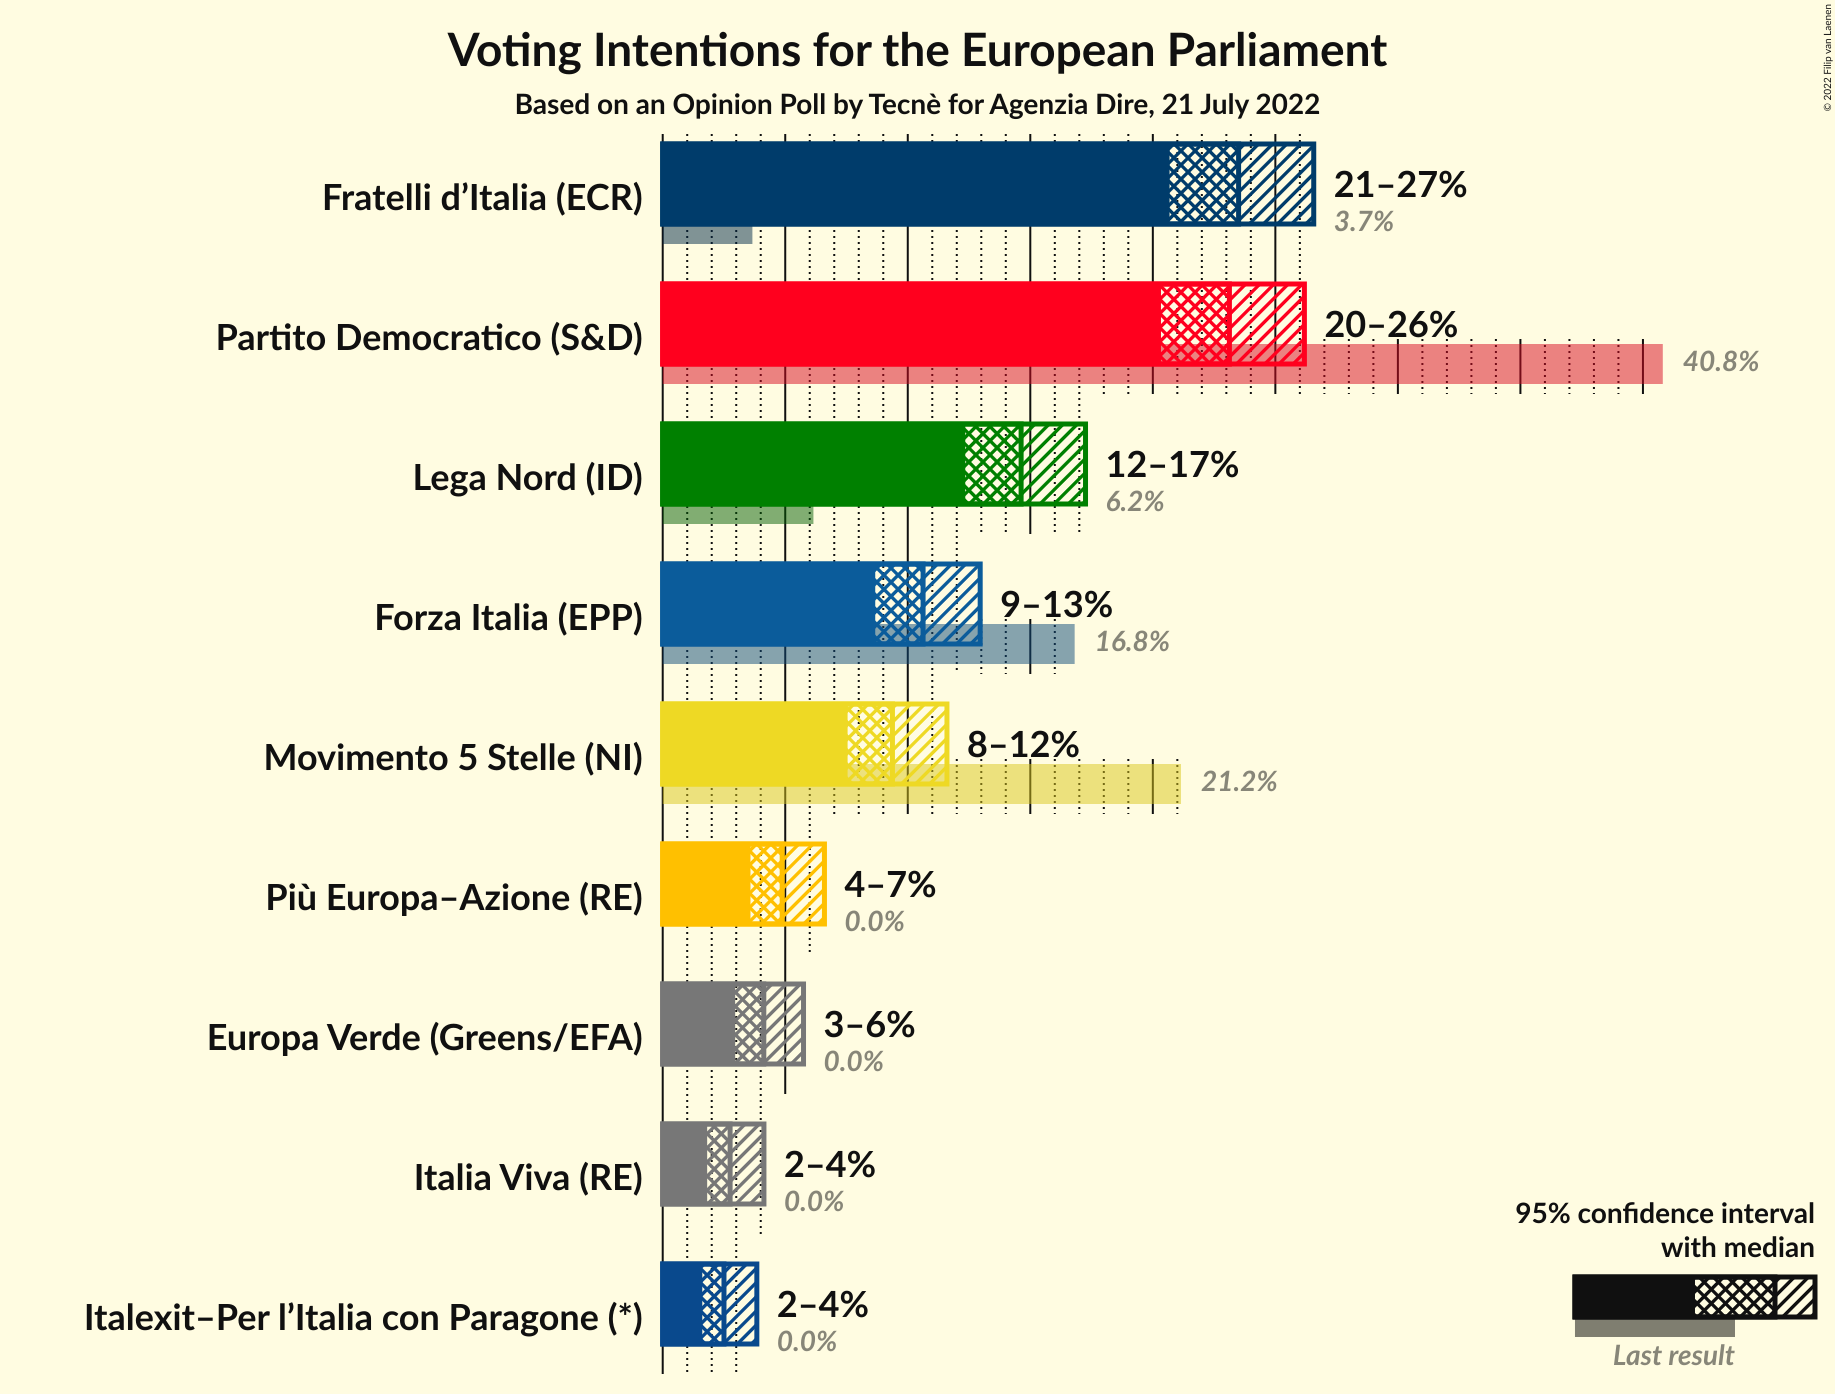 Voting Intentions for the European Parliament
Based on an Opinion Poll by Tecnè for Agenzia Dire, 21 July 2022
© 2022 Filip van Laenen
Fratelli d’Italia (ECR)
21–27%
3.7%
Partito Democratico (S&D)
20–26%
40.8%
Lega Nord (ID)
12–17%
6.2%
Forza Italia (EPP)
9–13%
16.8%
Movimento 5 Stelle (NI)
8–12%
21.2%
Più Europa–Azione (RE)
4–7%
0.0%
Europa Verde (Greens/EFA)
3–6%
0.0%
Italia Viva (RE)
2–4%
0.0%
Italexit–Per l’Italia con Paragone (*)
2–4%
0.0%
95% confidence interval
with median
Last result